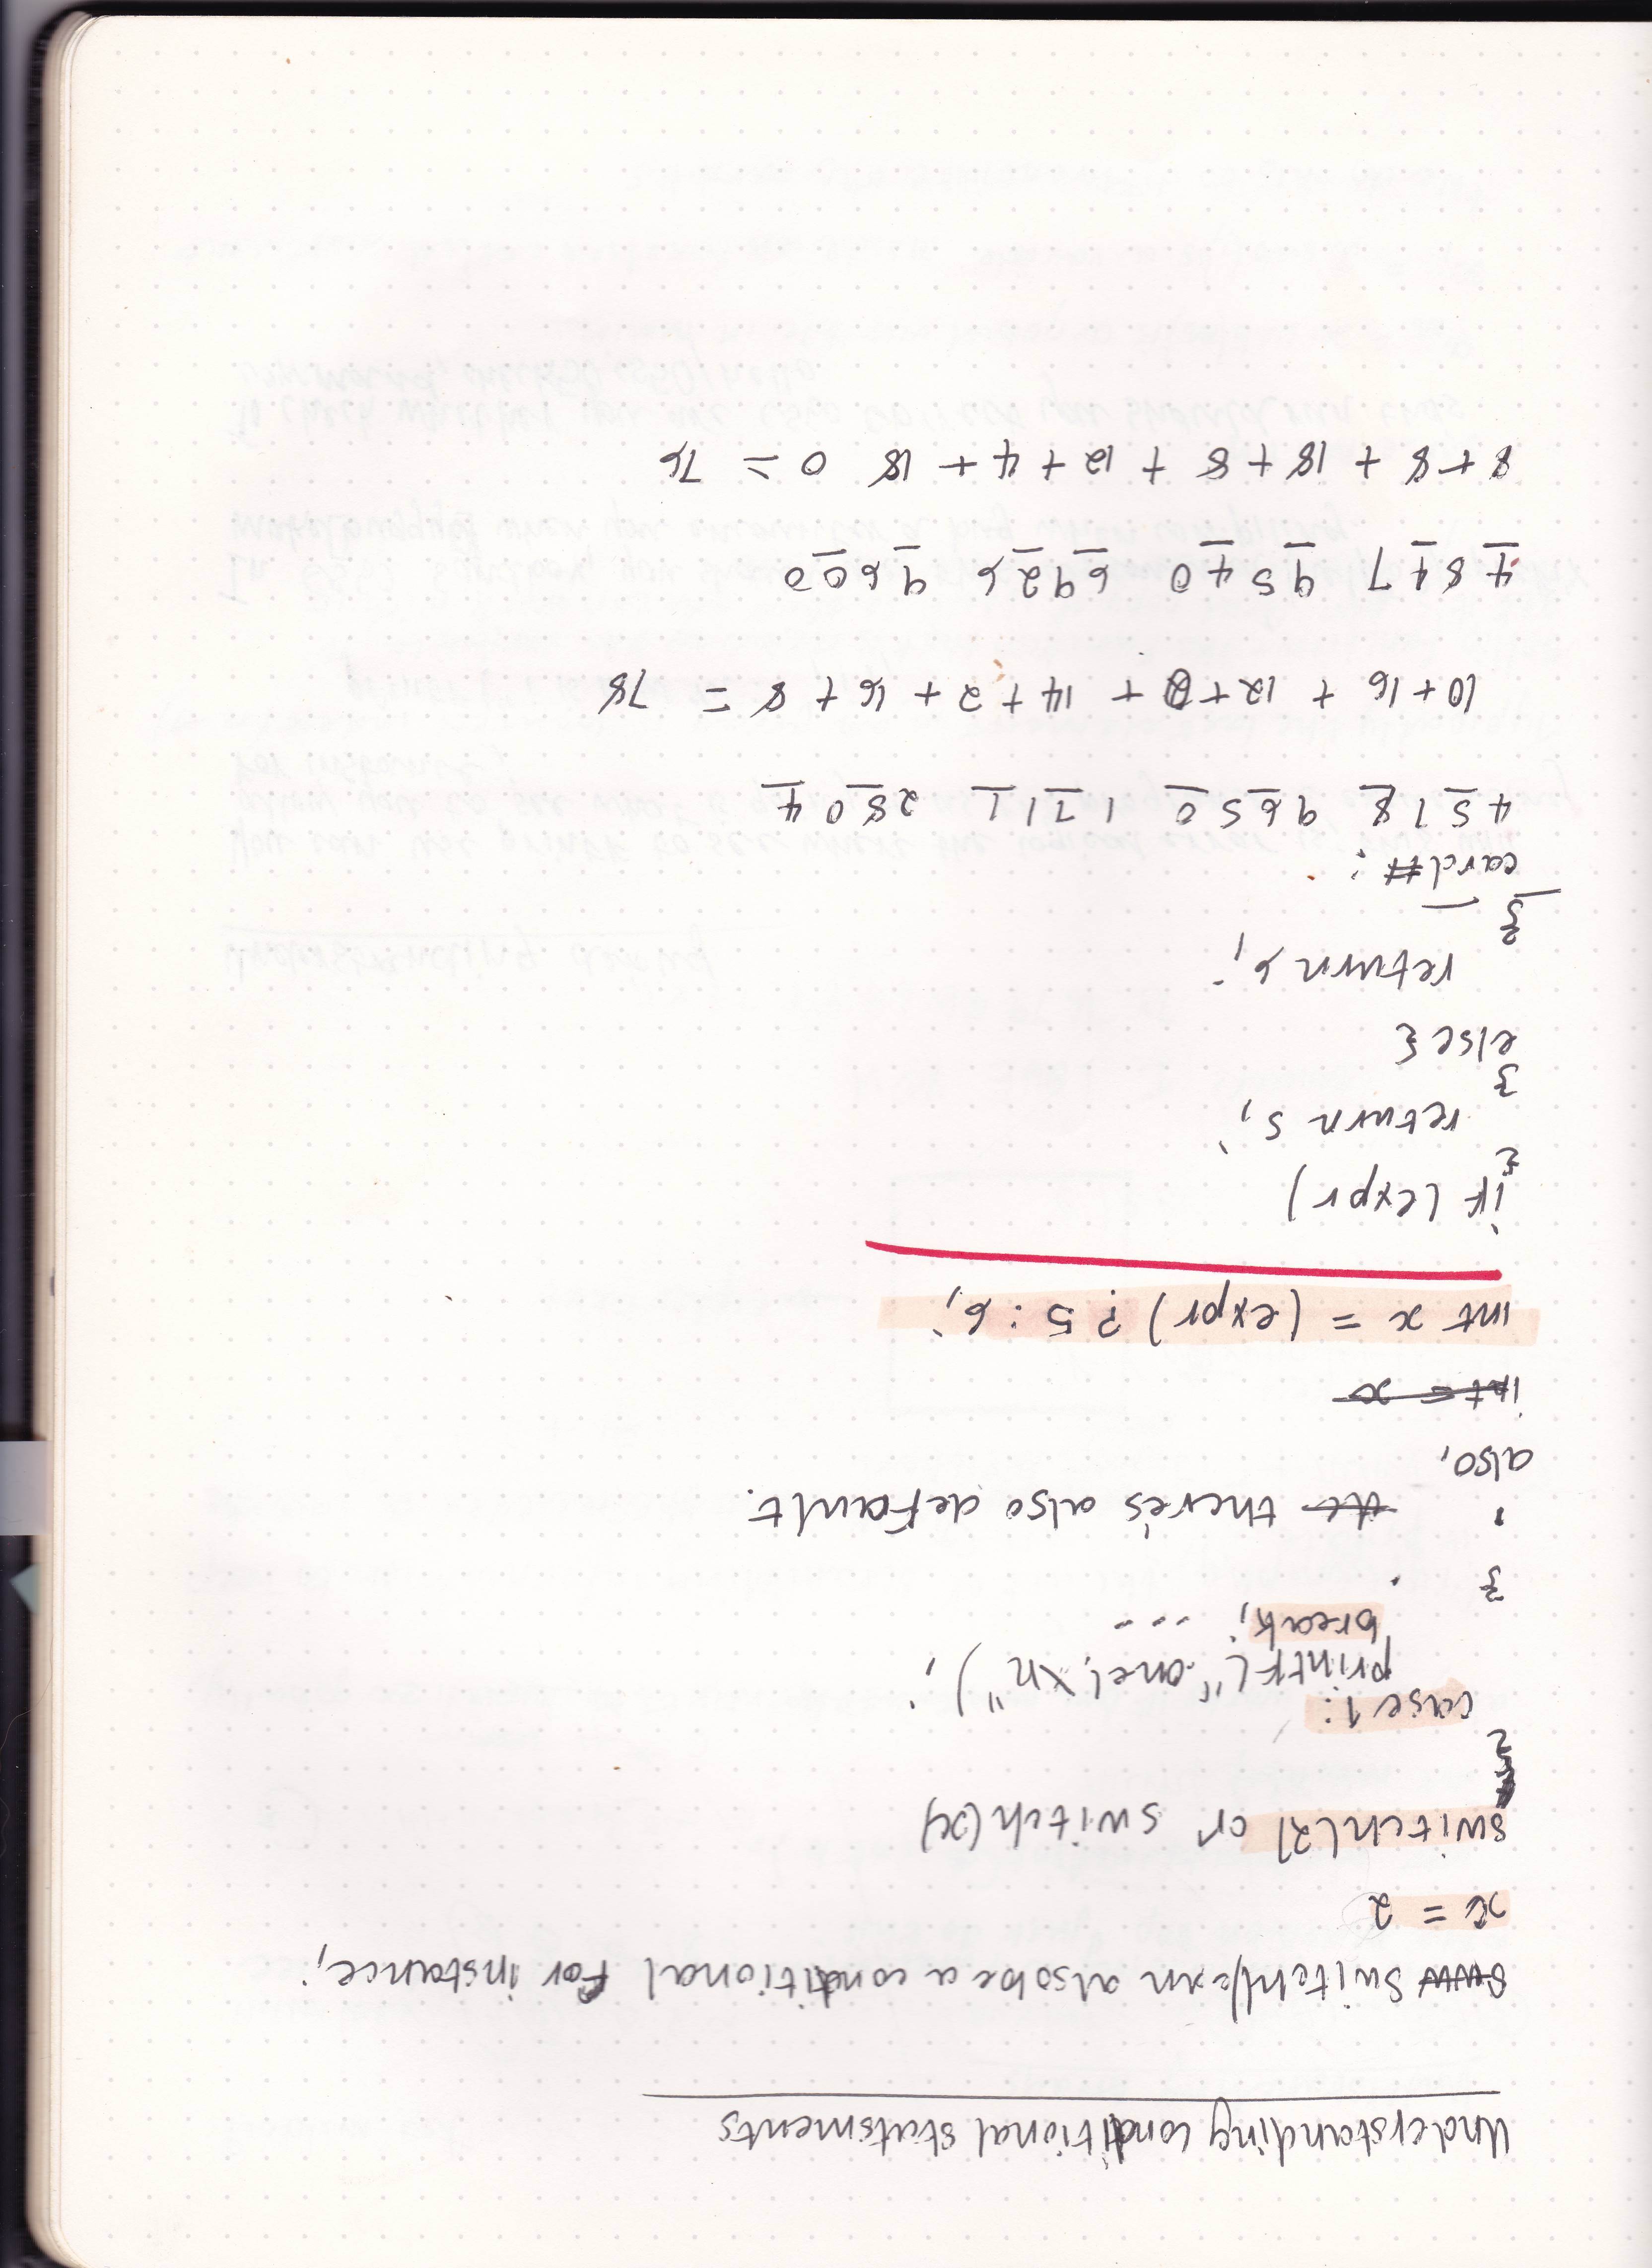 Understanding conditional statsments
Switch() can also be a conditional For instance;
x = 2
switch(2) or switch(x)
{
case 1:
printf("one!\n");
break; ...
}
there's also default.
also,
int = x
int x = (expr) ? 5 : 6;
if (expr)
{
return 5;
}
else {
return 6;
}
card#:
4578 9650 1711 2804
10+16 + 12+0 + 14+2 + 16+8 = 78
4847 9540 6926 9600
8+8 + 18+8 + 12+4+ 18 0 = 76